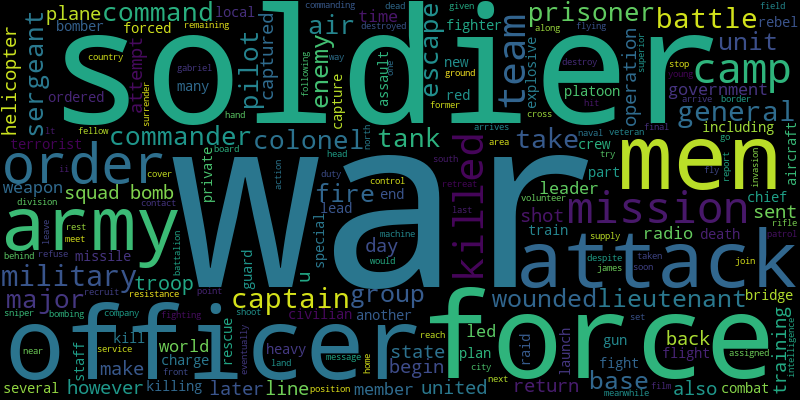 plane command
soldier
air
time
local
dead
commanding
given
remaining
prisoner
field
rebel
battle
helicopter
sergeant
bomber
forced
pilot
captured
escape
fighter
destroyed
along
flying
team
explosive
operation
superior
unit
camp
attempt
country
gabriel
following
way
enemy
assault
one
new
ground
destroy
stop
young
platoon
government
ordered
many
surrender
capture
red
former
hit
cross
arrive
border
general
lt
fellow
hand
north
naval
veteran
final
including
aircraft
terrorist
commander
colonel
tank
arrives
take
crew
area
try
go
report
invasion
fly
order
ii
private
board
head
war
killed
south
men
weapon
cover
action
fire
leader
part
chief
squad bomb
duty
control
end
lead
retreat
shot
volunteer
mission
sent
rifle
division
contact
special
last
train
radio
death
patrol
army
rest
meet
leave
behind
refuse
missile
battalion
guard
day
machine
would
u
attack
supply
despite
james
taken
soon
join
military
troop
resistance
point
major
recruit
captain
group
civilian
another
wounded
lieutenant
bridge
sniper
bombing
company
fighting
shoot
officer
force
reach
set
led
back
training
near
kill
service
front
rescue
message
home
world
state
plan
raid
launch
gun
flight
assigned
intelligence
staff
make
charge
heavy
eventually
land
city
begin
next
fight
base
combat
several
however
killing
later
line
position
member
united
return
meanwhile
film
also